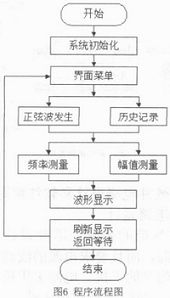 开始
系统初始化
界面菜单
正弦波发生
历史记录
频率测量
幅值测量
波形显示
刷新显示
返回等待
结束
图6 程序流程图